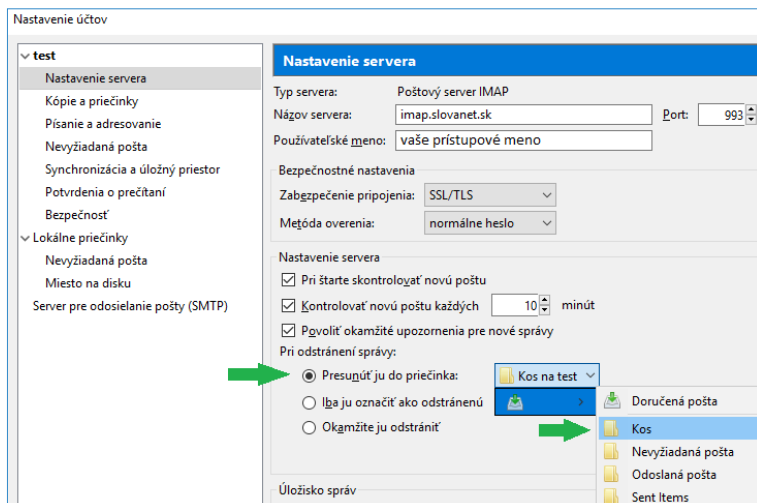 Nastavenie účtov
test
Nastavenie servera
Kópie a priečinky
Písanie a adresovanie
Nevyžiadaná pošta
Synchronizácia a úložný priestor
Potvrdenia o prečítaní
Bezpečnosť
Lokálne priečinky
Nevyžiadaná pošta
Miesto na disku
Server pre odosielanie pošty (SMTP)
Nastavenie servera
Typ servera: Poštový server IMAP
Názov servera: imap.slovanet.sk Port: 993
Používateľské meno: vaše prístupové meno
Bezpečnostné nastavenia
Zabezpečenie pripojenia: SSL/TLS
Metóda overenia: normálne heslo
Nastavenie servera
Pri štarte skontrolovať novú poštu
Kontrolovať novú poštu každých 10 minút
Povoliť okamžité upozornenia pre nové správy
Pri odstránení správy:
Presunúť ju do priečinka: Kos na test
Iba ju označiť ako odstránenú
Okamžite ju odstrániť
Doručená pošta
Kos
Nevyžiadaná pošta
Odoslaná pošta
Sent Items
Úložisko správ